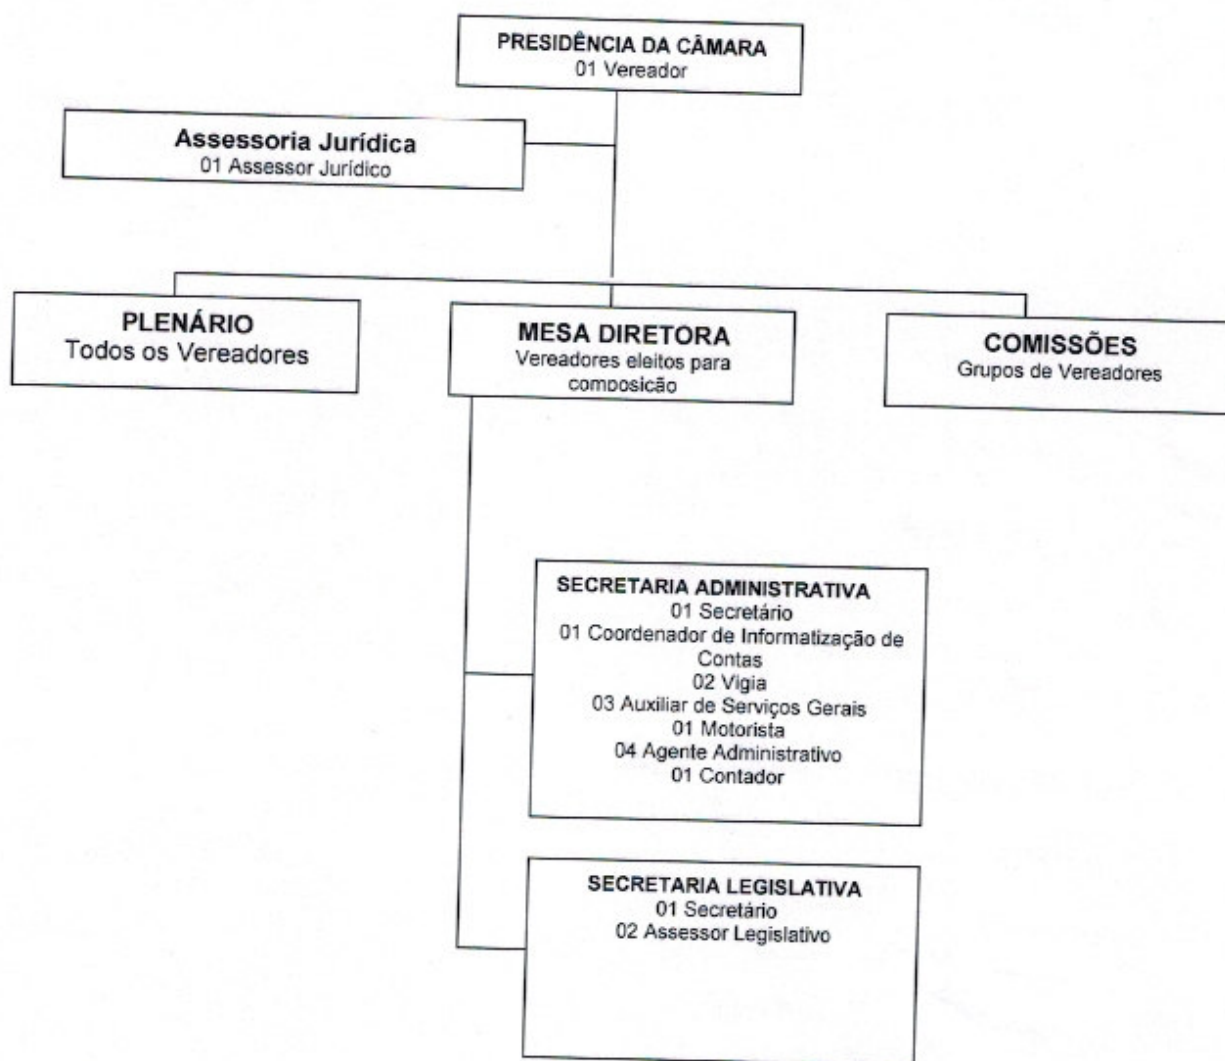 PRESIDÊNCIA DA CÂMARA
01 Vereador
Assessoria Jurídica
01 Assessor Jurídico
PLENÁRIO
Todos os Vereadores
MESA DIRETORA
Vereadores eleitos para
composição
COMISSÕES
Grupos de Vereadores
SECRETARIA ADMINISTRATIVA
01 Secretário
01 Coordenador de Informatização de
Contas
02 Vigia
03 Auxiliar de Serviços Gerais
01 Motorista
04 Agente Administrativo
01 Contador
SECRETARIA LEGISLATIVA
01 Secretário
02 Assessor Legislativo